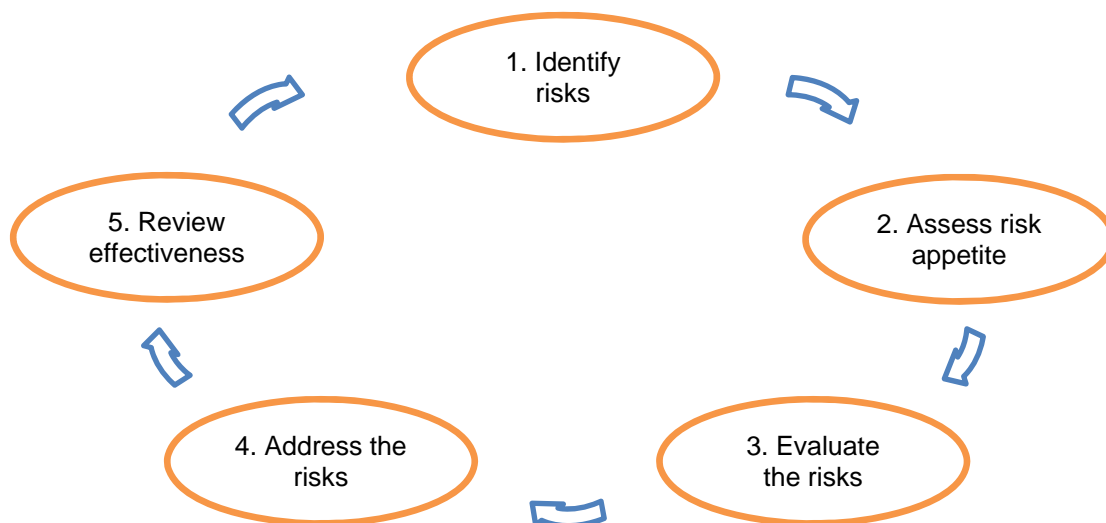 1. Identify
risks
2. Assess risk
appetite
3. Evaluate
the risks
4. Address the
risks
5. Review
effectiveness